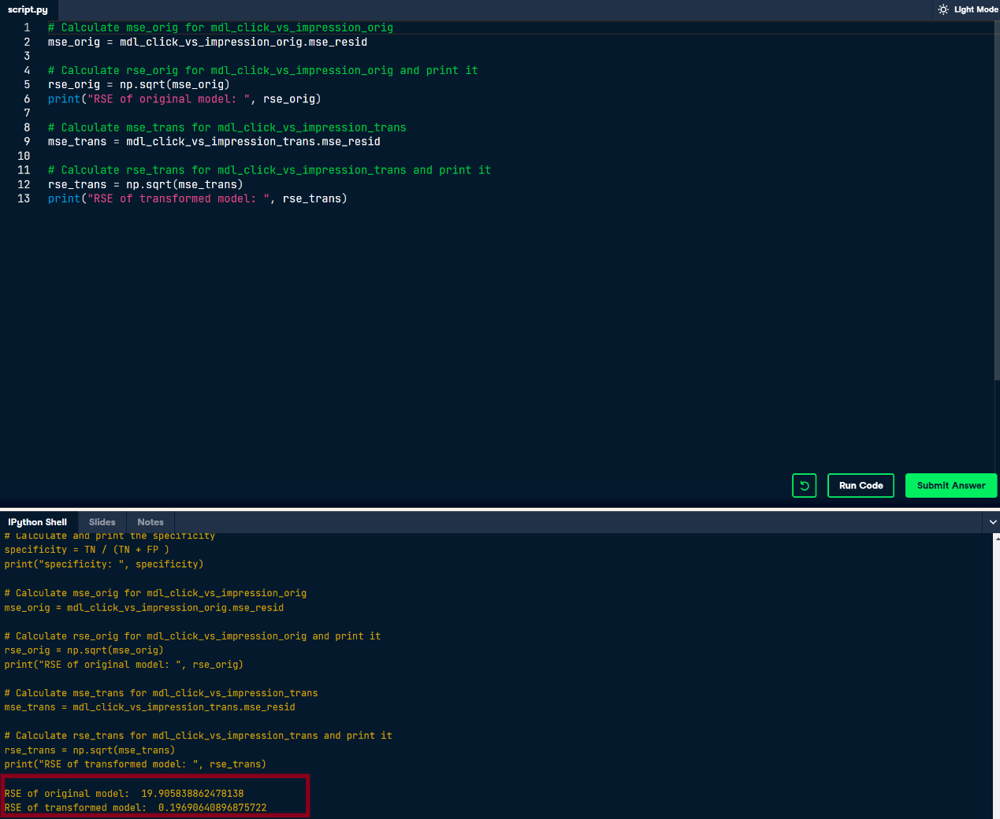 script.py
Light Mode
1 # Calculate mse_orig for mdl_click_vs_impression_orig
2 mse_orig = mdl_click_vs_impression_orig.mse_resid
3
4 # Calculate rse_orig for mdl_click_vs_impression_orig and print it
5 rse_orig = np.sqrt(mse_orig)
6 print("RSE of original model: ", rse_orig)
7
8 # Calculate mse_trans for mdl_click_vs_impression_trans
9 mse_trans = mdl_click_vs_impression_trans.mse_resid
10
11 # Calculate rse_trans for mdl_click_vs_impression_trans and print it
12 rse_trans = np.sqrt(mse_trans)
13 print("RSE of transformed model: ", rse_trans)
Run Code
Submit Answer
IPython Shell
Slides
Notes
# Calculate and print the specificity
specificity = TN / (TN + FP )
print("specificity: ", specificity)
# Calculate mse_orig for mdl_click_vs_impression_orig
mse_orig = mdl_click_vs_impression_orig.mse_resid
# Calculate rse_orig for mdl_click_vs_impression_orig and print it
rse_orig = np.sqrt(mse_orig)
print("RSE of original model: ", rse_orig)
# Calculate mse_trans for mdl_click_vs_impression_trans
mse_trans = mdl_click_vs_impression_trans.mse_resid
# Calculate rse_trans for mdl_click_vs_impression_trans and print it
rse_trans = np.sqrt(mse_trans)
print("RSE of transformed model: ", rse_trans)
RSE of original model:  19.905838862478138
RSE of transformed model:  0.19690640896875722